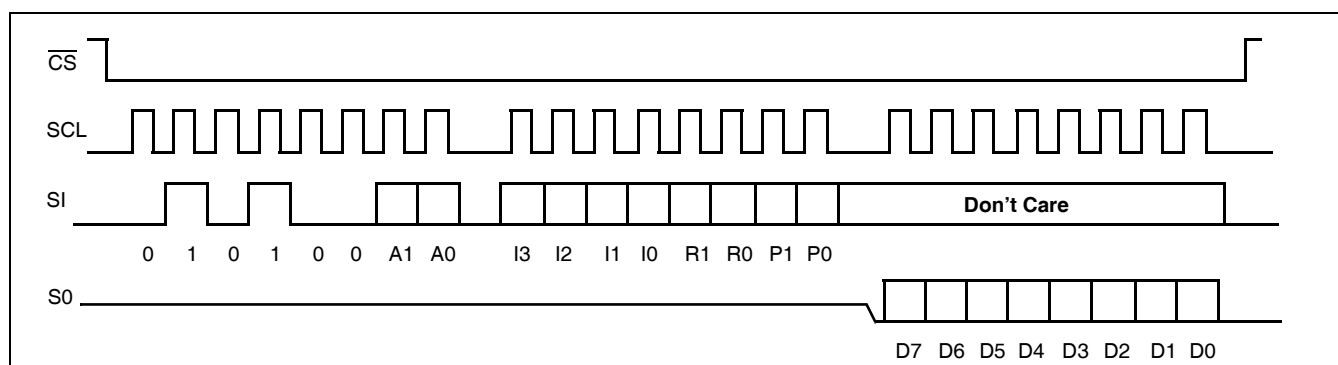 CS
SCL
SI
Don't Care
0 1 0 1 0 0 A1 A0 I3 I2 I1 I0 R1 R0 P1 P0
S0
D7 D6 D5 D4 D3 D2 D1 D0